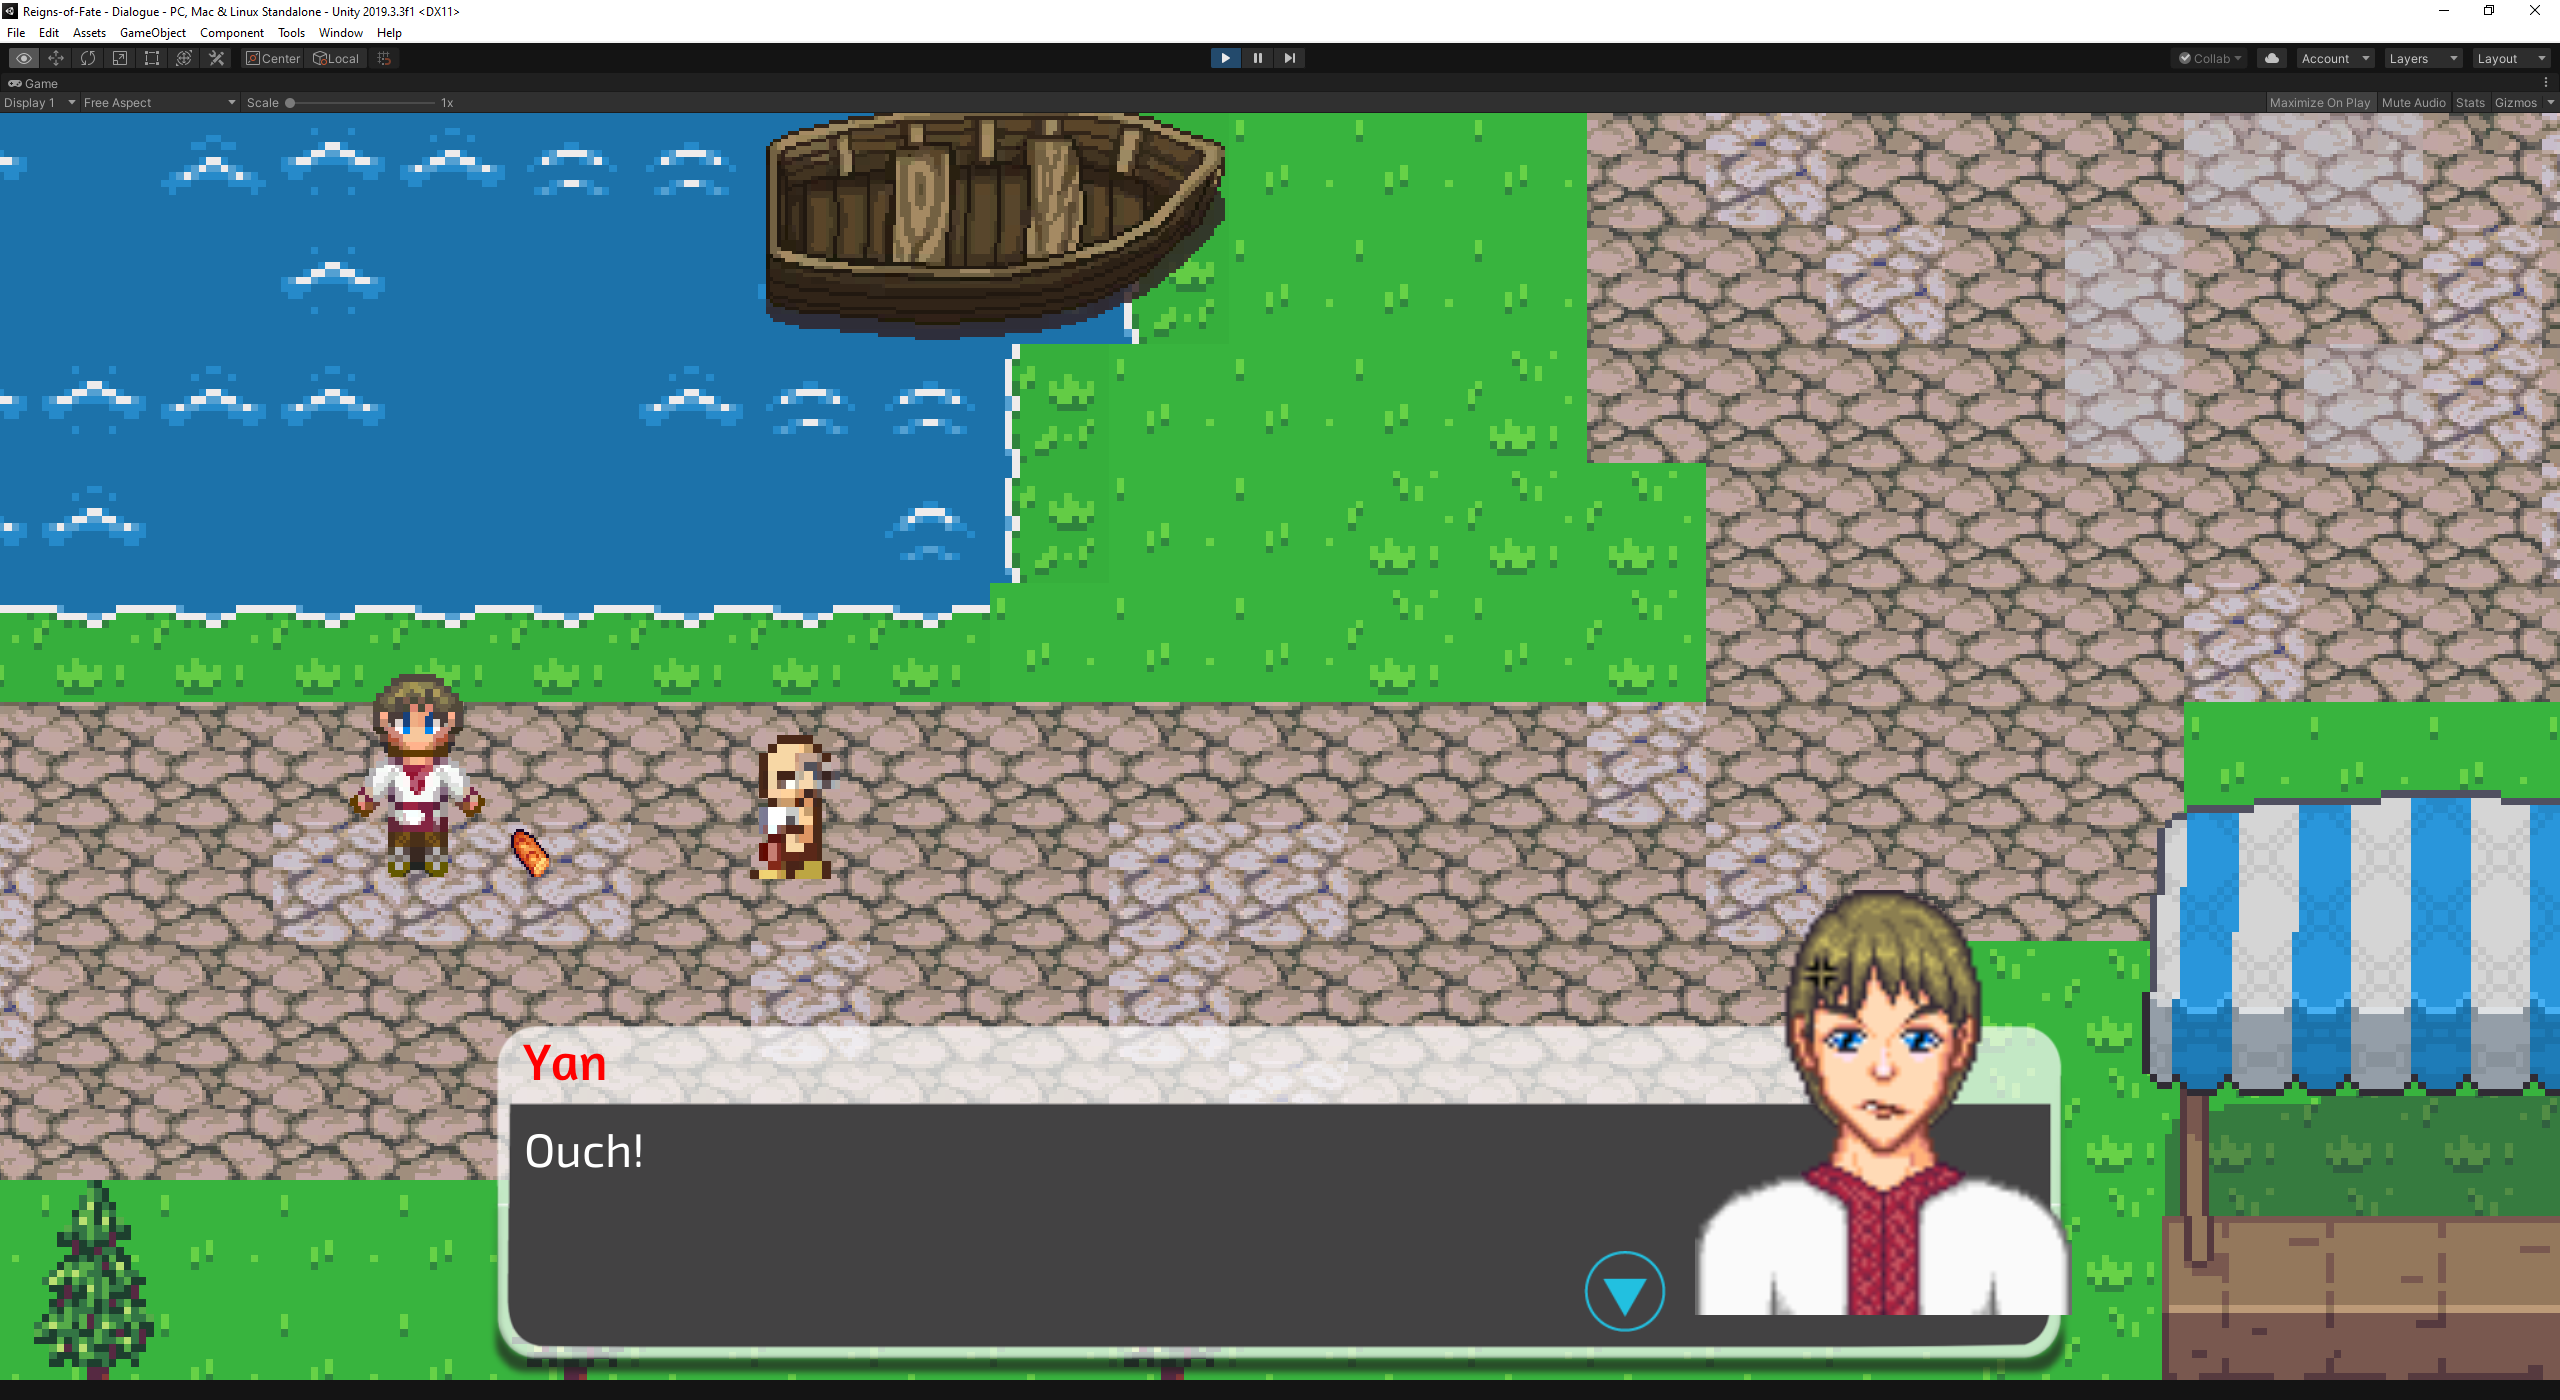 Reigns-of-Fate - Dialogue - PC, Mac & Linux Standalone - Unity 2019.3.3f1 <DX11>
File Edit Assets GameObject Component Tools Window Help
Center Local Collab Account Layers Layout
Game
Display 1 Free Aspect Scale 1x Maximize On Play Mute Audio Stats Gizmos
Yan
Ouch!